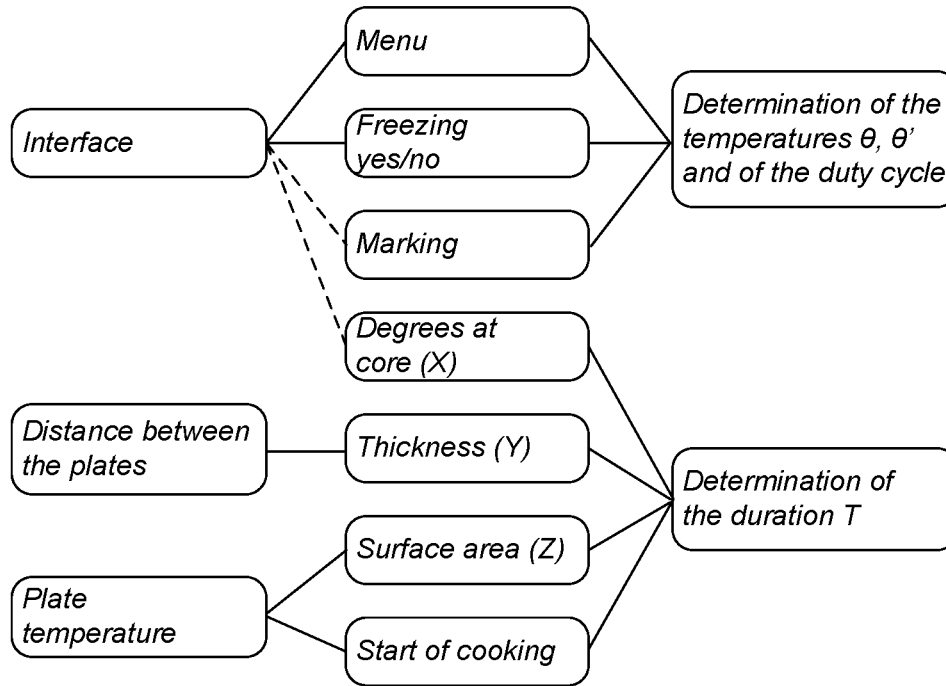 Menu
Interface
Freezing
yes/no
Determination of the
temperatures θ, θ’
and of the duty cycle
Marking
Degrees at
core (X)
Distance between
the plates
Thickness (Y)
Determination of
the duration T
Surface area (Z)
Plate
temperature
Start of cooking